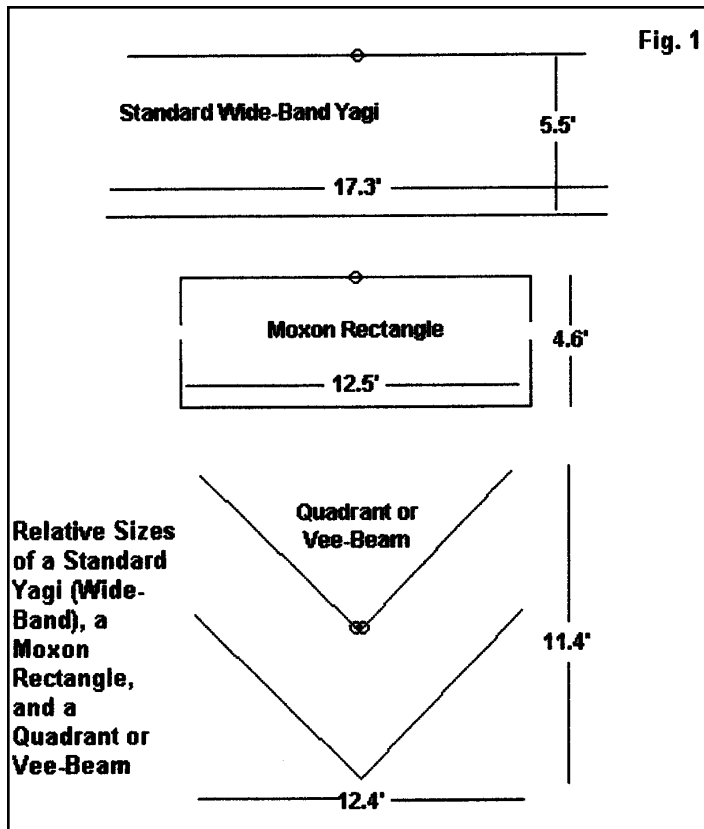 Fig. 1
Standard Wide-Band Yagi
5.5'
17.3'
Moxon Rectangle
4.6'
12.5'
Quadrant or
Vee-Beam
Relative Sizes
of a Standard
Yagi (Wide-
Band), a
Moxon
Rectangle,
and a
Quadrant or
Vee-Beam
11.4'
12.4'